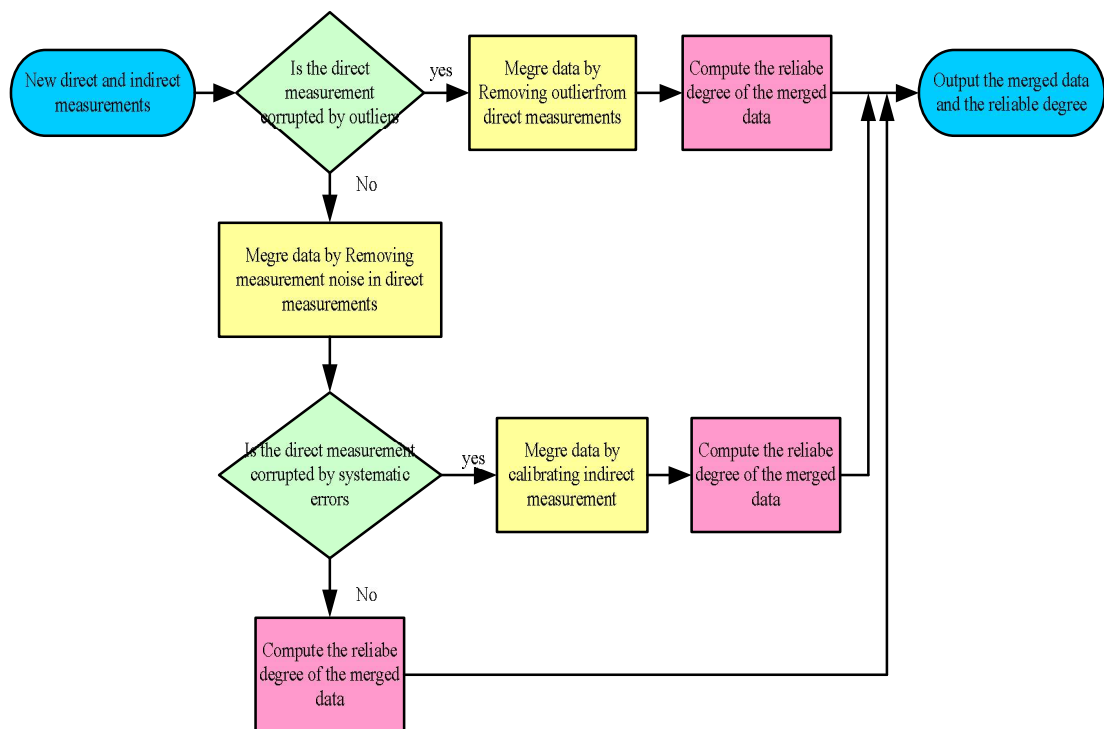 New direct and indirect
measurements
Is the direct
measurement
corrupted by outliers
yes
Megre data by
Removing outlierfrom
direct measurements
Compute the reliabe
degree of the merged
data
Output the merged data
and the reliable degree
No
Megre data by Removing
measurement noise in direct
measurements
Is the direct measurement
corrupted by systematic
errors
yes
Megre data by
calibrating indirect
measurement
Compute the reliabe
degree of the merged
data
No
Compute the reliabe
degree of the merged
data